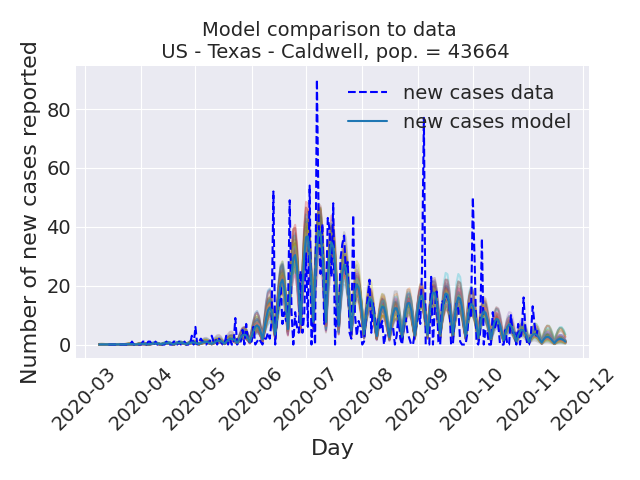 Model comparison to data
US - Texas - Caldwell, pop. = 43664
Number of new cases reported
80
60
40
20
0
new cases data
new cases model
2020-03
2020-04
2020-05
2020-06
2020-07
2020-08
2020-09
2020-10
2020-11
2020-12
Day